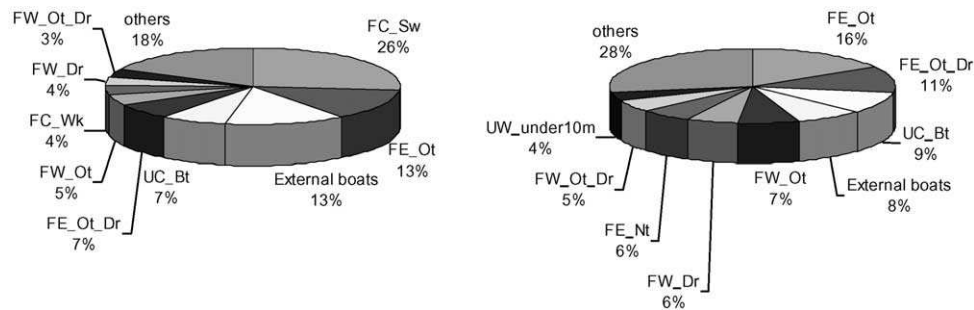 FW_Ot_Dr
3%
others
18%
FC_Sw
26%
FW_Dr
4%
FC_Wk
4%
FW_Ot
5%
FE_Ot_Dr
7%
UC_Bt
7%
External boats
13%
FE_Ot
13%
others
28%
FE_Ot
16%
FE_Ot_Dr
11%
UC_Bt
9%
External boats
8%
FW_Ot
7%
FW_Dr
6%
FE_Nt
6%
FW_Ot_Dr
5%
UW_under10m
4%